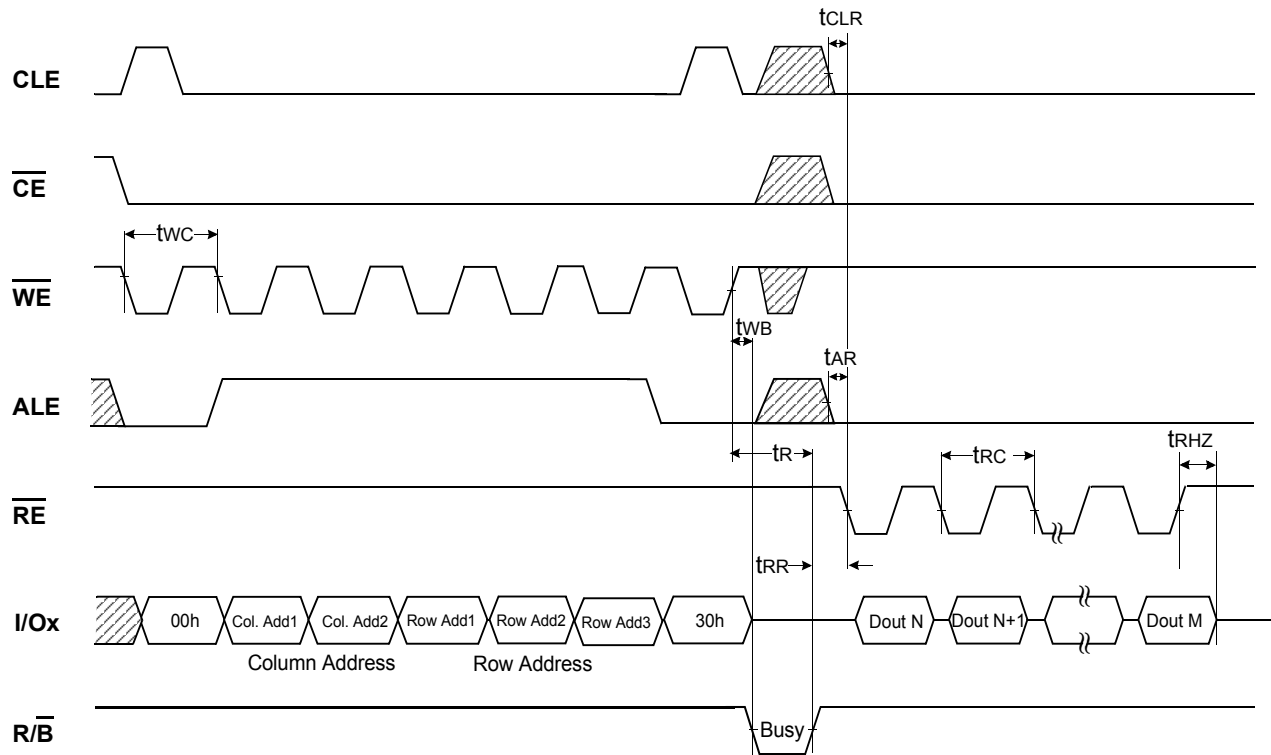 tCLR
CLE
CE
tWC
WE
tWB
tAR
ALE
tR
tRC
tRHZ
RE
tRR
I/Ox
00h
Col. Add1
Col. Add2
Row Add1
Row Add2
Row Add3
30h
Dout N
Dout N+1
Dout M
Column Address
Row Address
R/B
Busy